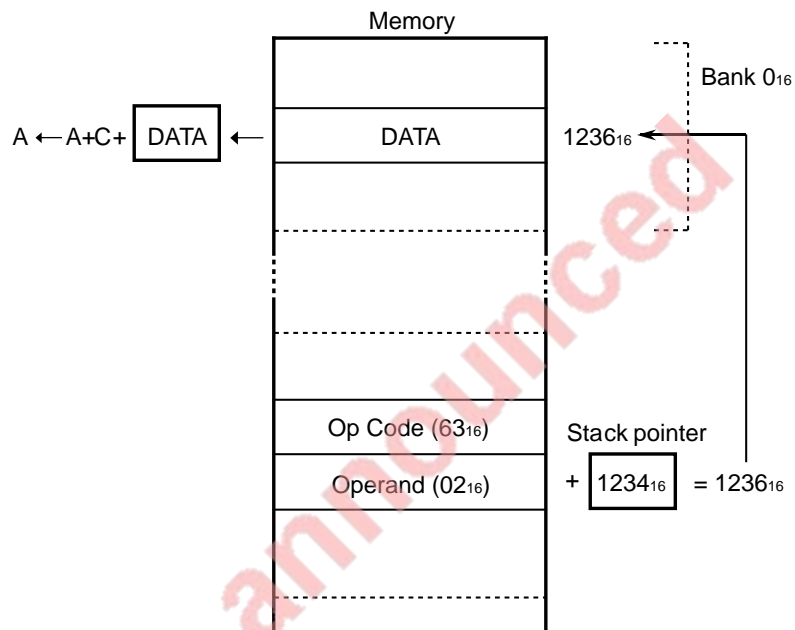 Memory
Bank 0₁₆
A ← A+C+ DATA ← DATA 1236₁₆
Op Code (63₁₆)
Stack pointer
Operand (02₁₆) + 1234₁₆ = 1236₁₆
announced